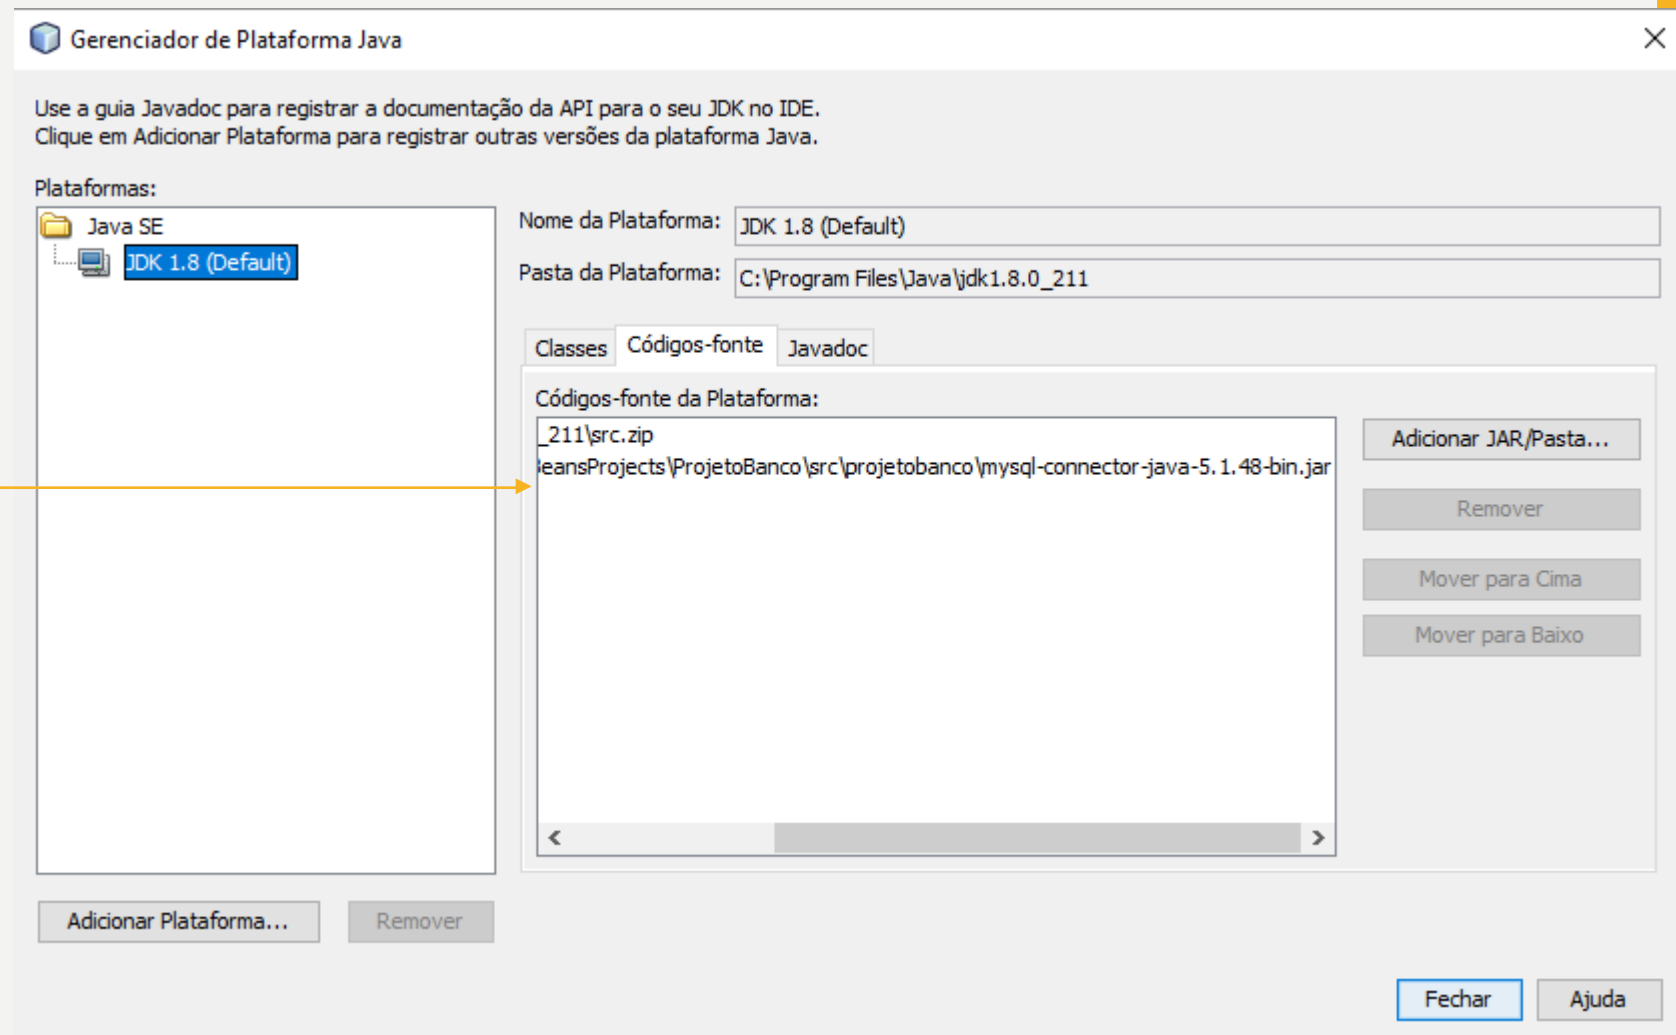 Gerenciador de Plataforma Java
Use a guia Javadoc para registrar a documentação da API para o seu JDK no IDE.
Clique em Adicionar Plataforma para registrar outras versões da plataforma Java.
Plataformas:
Java SE
JDK 1.8 (Default)
Nome da Plataforma: JDK 1.8 (Default)
Pasta da Plataforma: C:\Program Files\Java\jdk1.8.0_211
Classes Códigos-fonte Javadoc
Códigos-fonte da Plataforma:
_211\src.zip
BeansProjects\ProjetoBanco\src\projetobanco\mysql-connector-java-5.1.48-bin.jar
Adicionar JAR/Pasta...
Remover
Mover para Cima
Mover para Baixo
Adicionar Plataforma... Remover
Fechar Ajuda